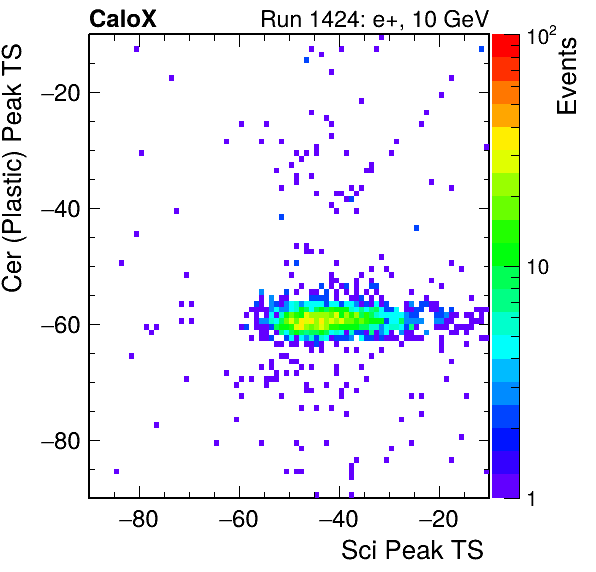 CaloX Run 1424: e+, 10 GeV
Cer (Plastic) Peak TS
−20
−40
−60
−80
−80 −60 −40 −20
Sci Peak TS
10²
10
1
Events